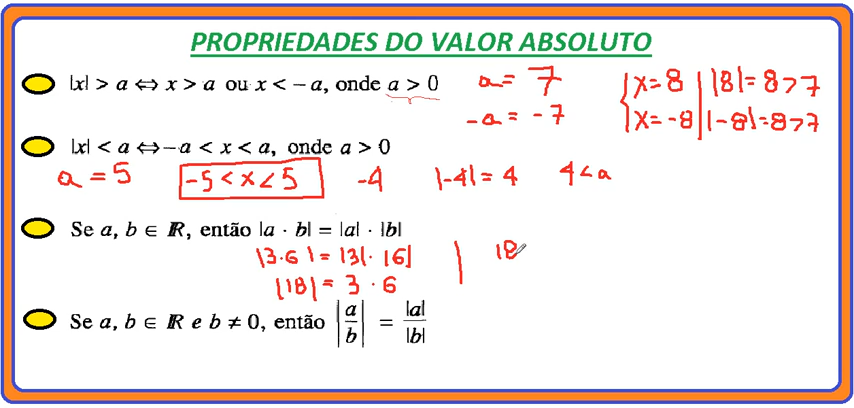 PROPRIEDADES DO VALOR ABSOLUTO
|x| > a ⇔ x > a ou x < – a, onde a > 0
a = 7
-a = -7
x = 8 | |8| = 8 > 7
x = -8 | |-8| = 8 > 7
|x| < a ⇔ –a < x < a, onde a > 0
a = 5 -5 < x < 5 -4 |-4| = 4 4 < a
Se a, b ∈ ℝ, então |a · b| = |a| · |b|
|3·6| = |3| · |6| | 18
|18| = 3 · 6
Se a, b ∈ ℝ e b ≠ 0, então |a/b| = |a|/|b|